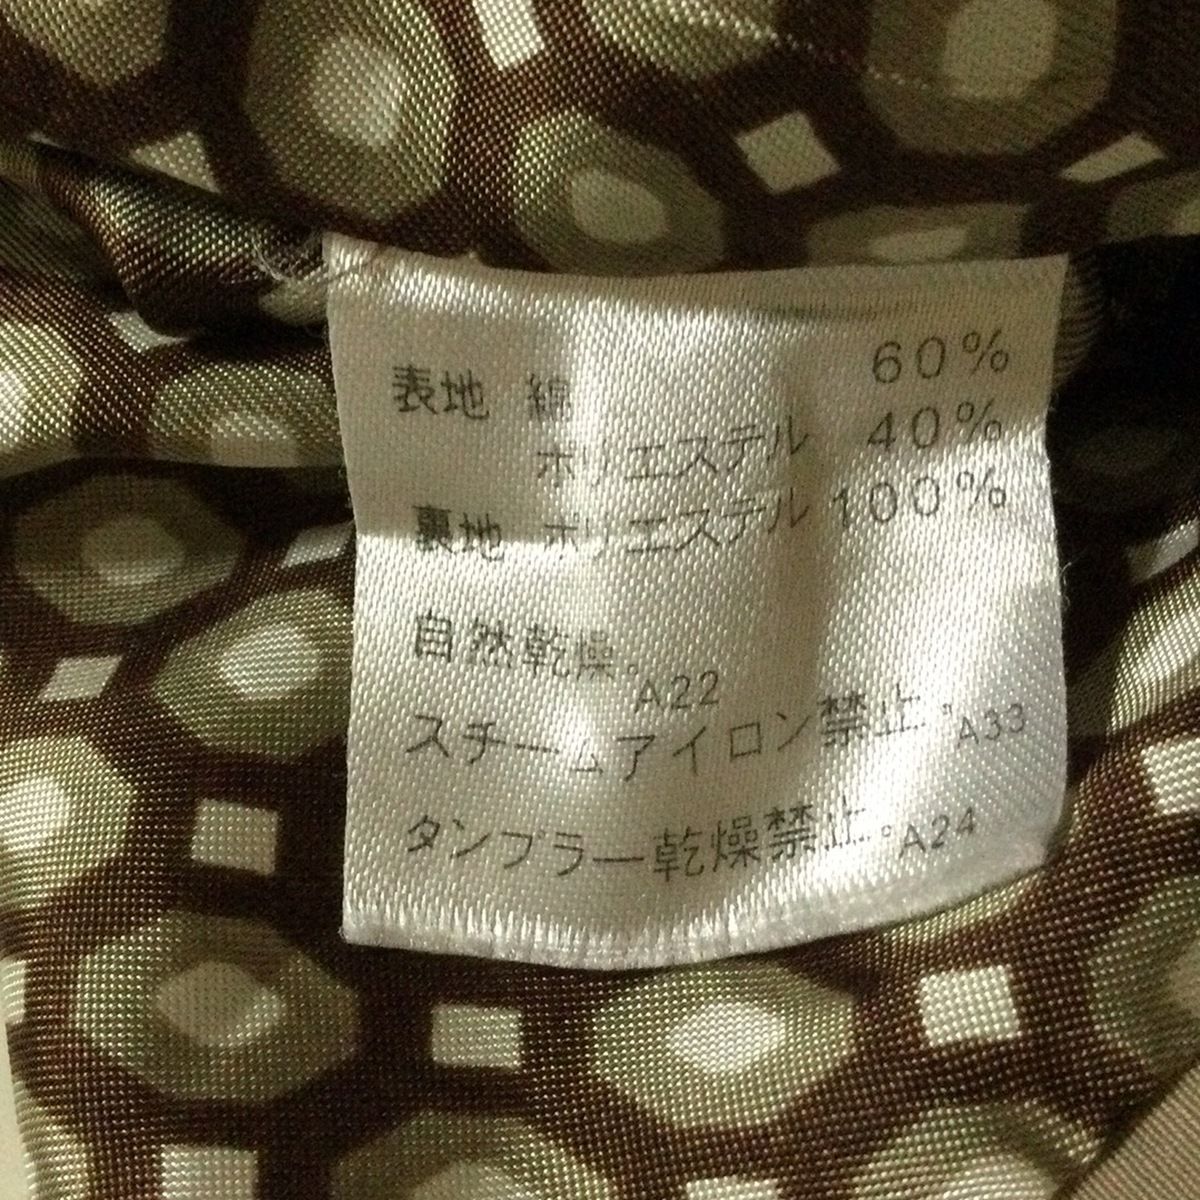 表地 綿 60%
ポリエステル 40%
裏地 ポリエステル 100%
自然乾燥。A22
スチームアイロン禁止。A33
タンブラー乾燥禁止。A24